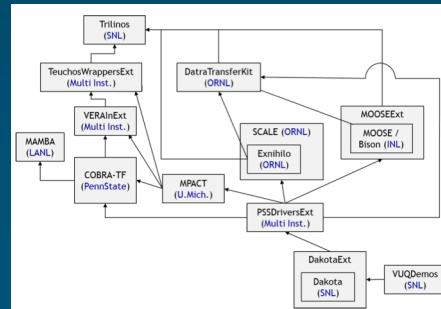 Trilinos
(SNL)
TeuchosWrappersExt
(Multi Inst.)
DatraTransferKit
(ORNL)
VERAInExt
(Multi Inst.)
MOOSEExt
MOOSE /
Bison (INL)
SCALE (ORNL)
Exnihilo
(ORNL)
MAMBA
(LANL)
COBRA-TF
(PennState)
MPACT
(U.Mich.)
PSSDriversExt
(Multi Inst.)
DakotaExt
Dakota
(SNL)
VUQDemos
(SNL)